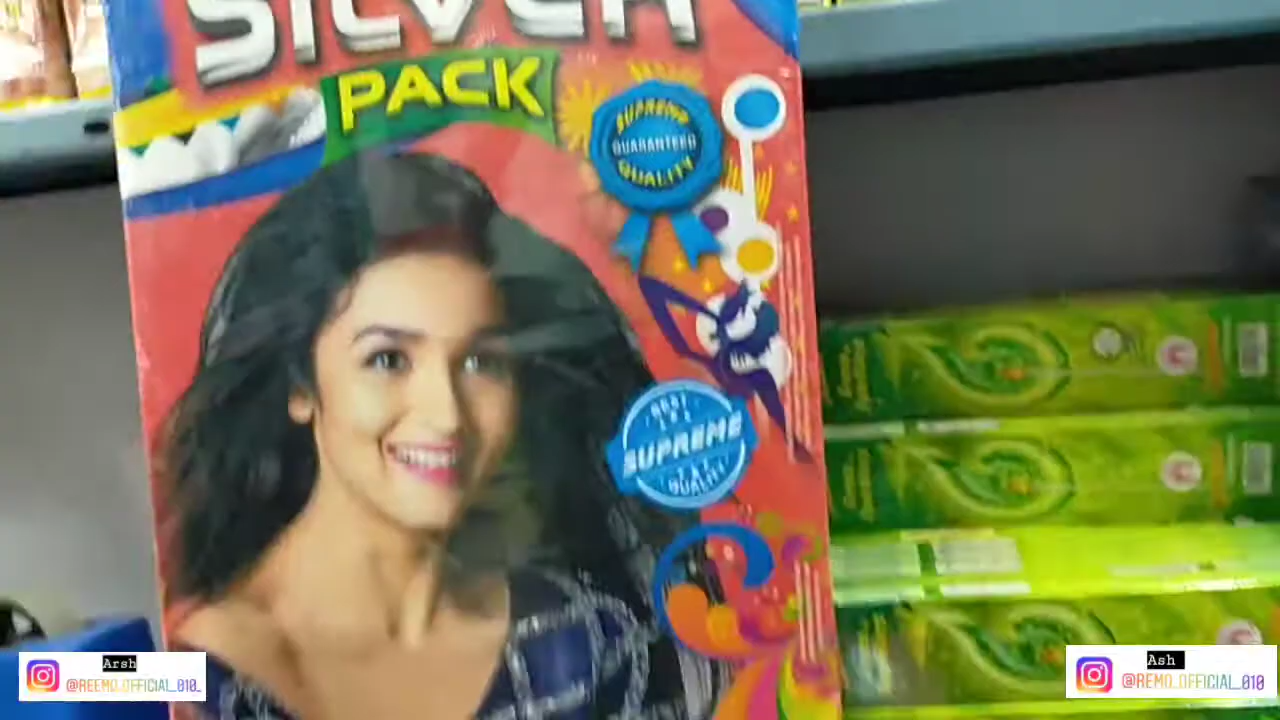 SILVER
PACK
SUPREME
GUARANTEED
QUALITY
BEST
SUPREME
QUALITY
Arsh
@REEMO_OFFICIAL_010_
Ash
@REMO_OFFICIAL_010